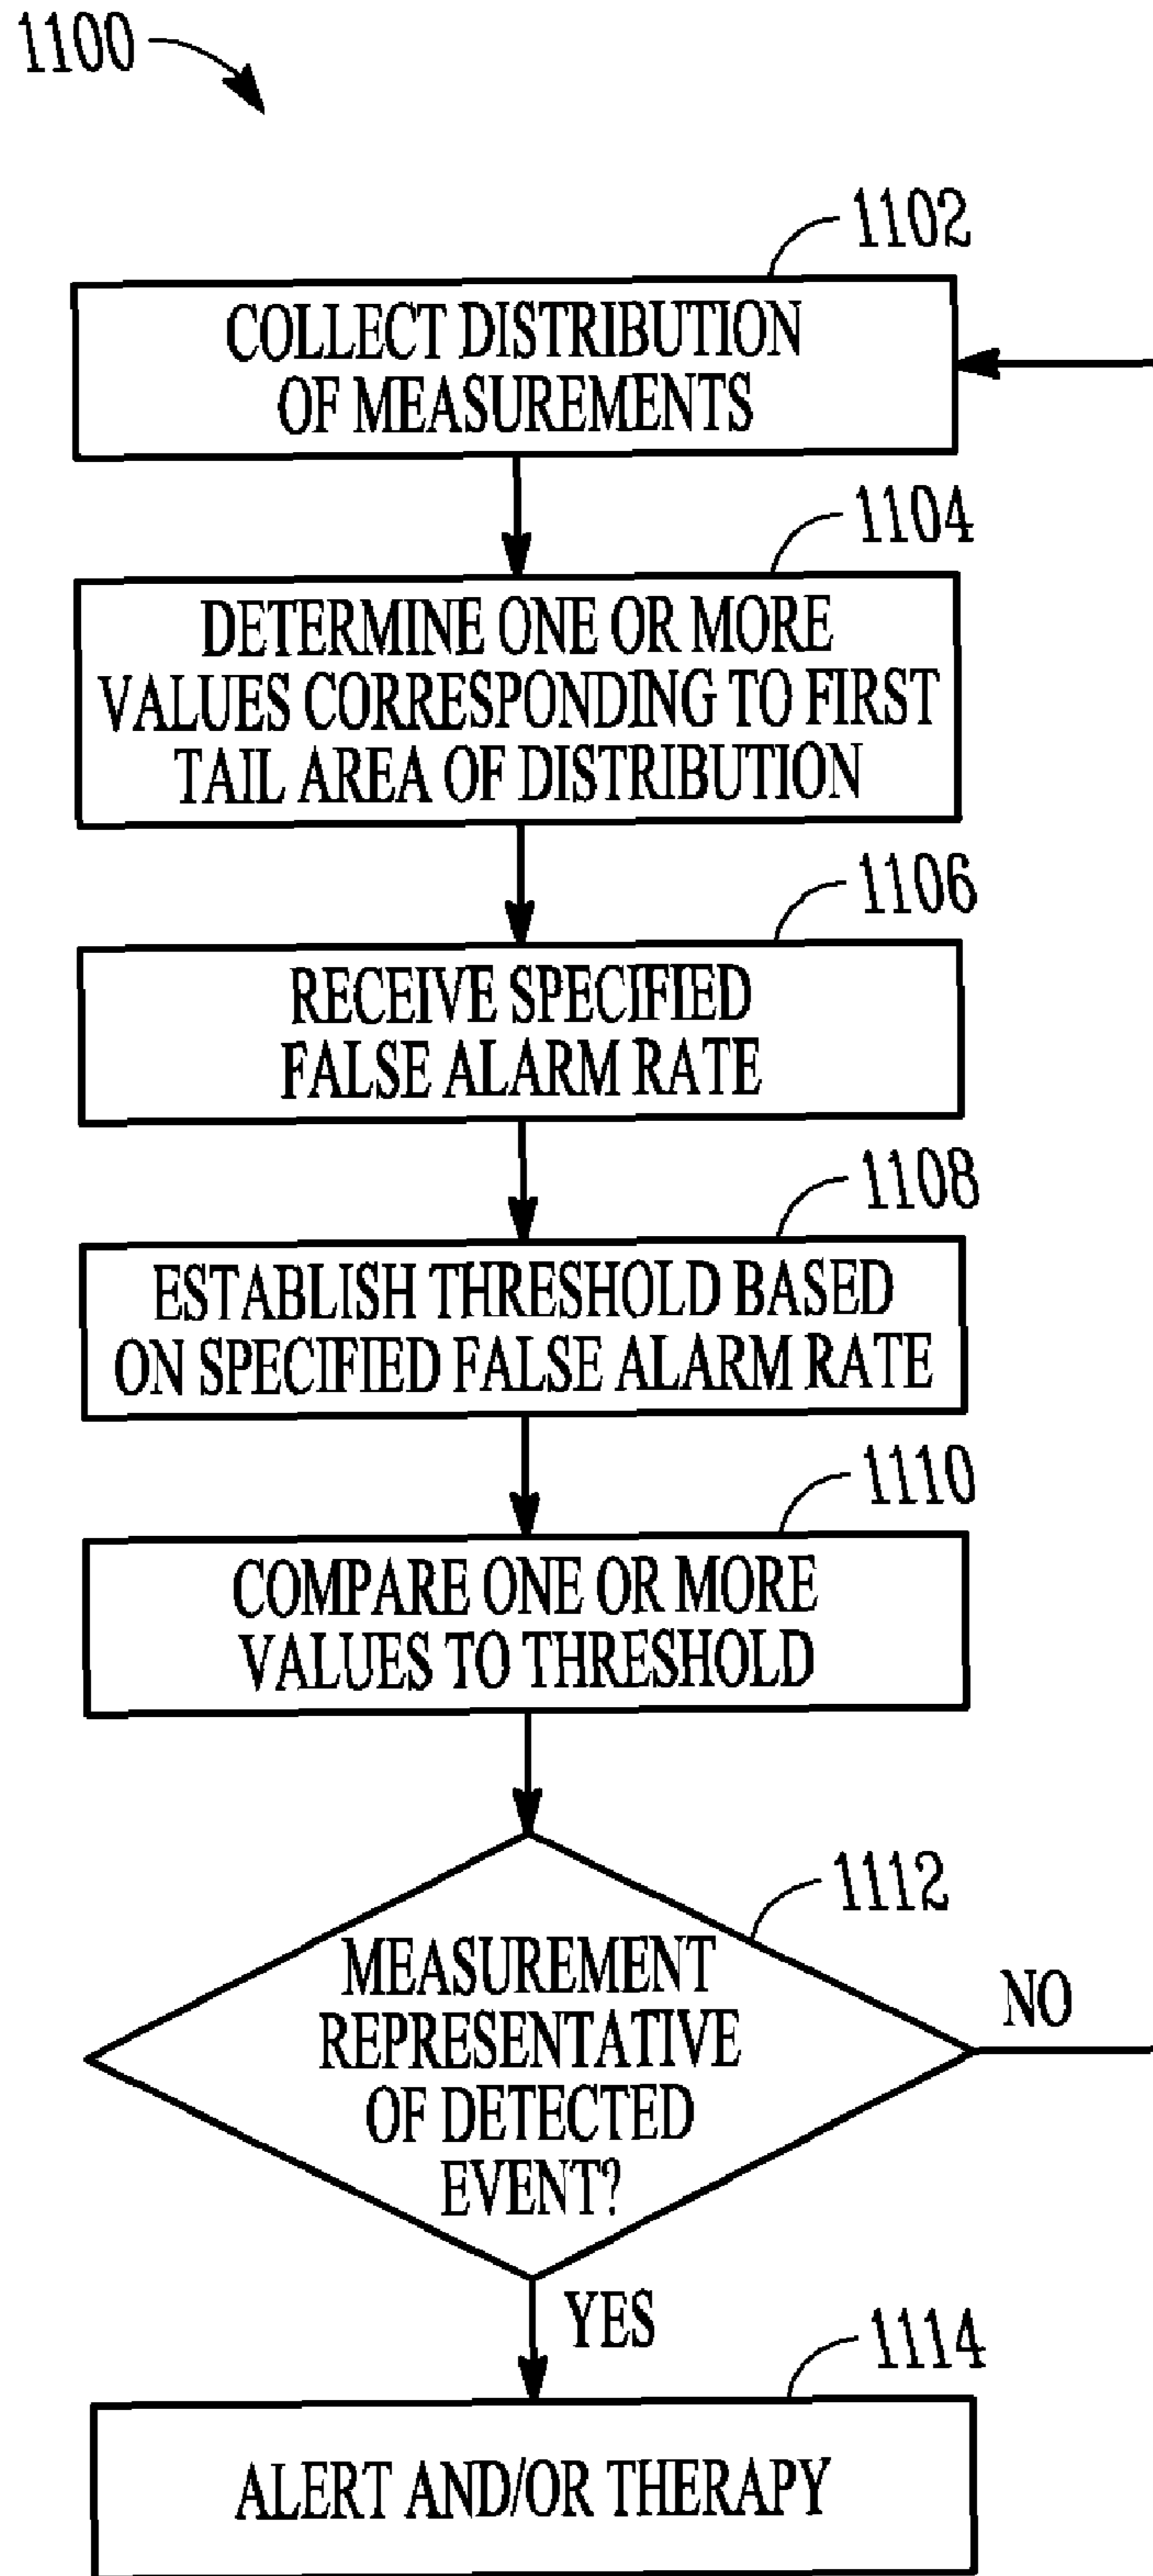 1100
1102
COLLECT DISTRIBUTION
OF MEASUREMENTS
1104
DETERMINE ONE OR MORE
VALUES CORRESPONDING TO FIRST
TAIL AREA OF DISTRIBUTION
1106
RECEIVE SPECIFIED
FALSE ALARM RATE
1108
ESTABLISH THRESHOLD BASED
ON SPECIFIED FALSE ALARM RATE
1110
COMPARE ONE OR MORE
VALUES TO THRESHOLD
1112
MEASUREMENT
REPRESENTATIVE
OF DETECTED
EVENT?
NO
YES
1114
ALERT AND/OR THERAPY